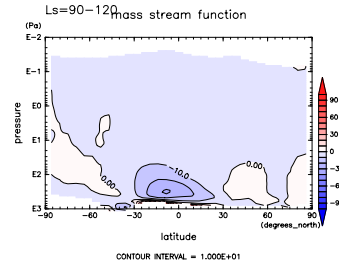 Ls=90-120
mass stream function
(Pa)
E-2
E-1
E0
E1
E2
E3
pressure
0.00
-10.0
0.00
-90
-60
-30
0
30
60
90
(degrees_north)
latitude
90
60
30
0
-30
-60
-90
CONTOUR INTERVAL = 1.000E+01